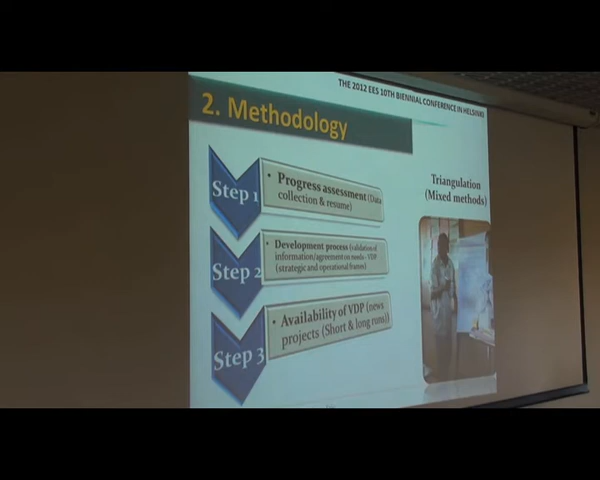 THE 2012 EES 10TH BIENNIAL CONFERENCE IN HELSINKI
2. Methodology
Step 1
• Progress assessment (Data
collection & resume)
Triangulation
(Mixed methods)
Step 2
• Development process (validation of
information/agreement on needs - VDP
(strategic and operational frames)
Step 3
• Availability of VDP (news
projects (Short & long runs))